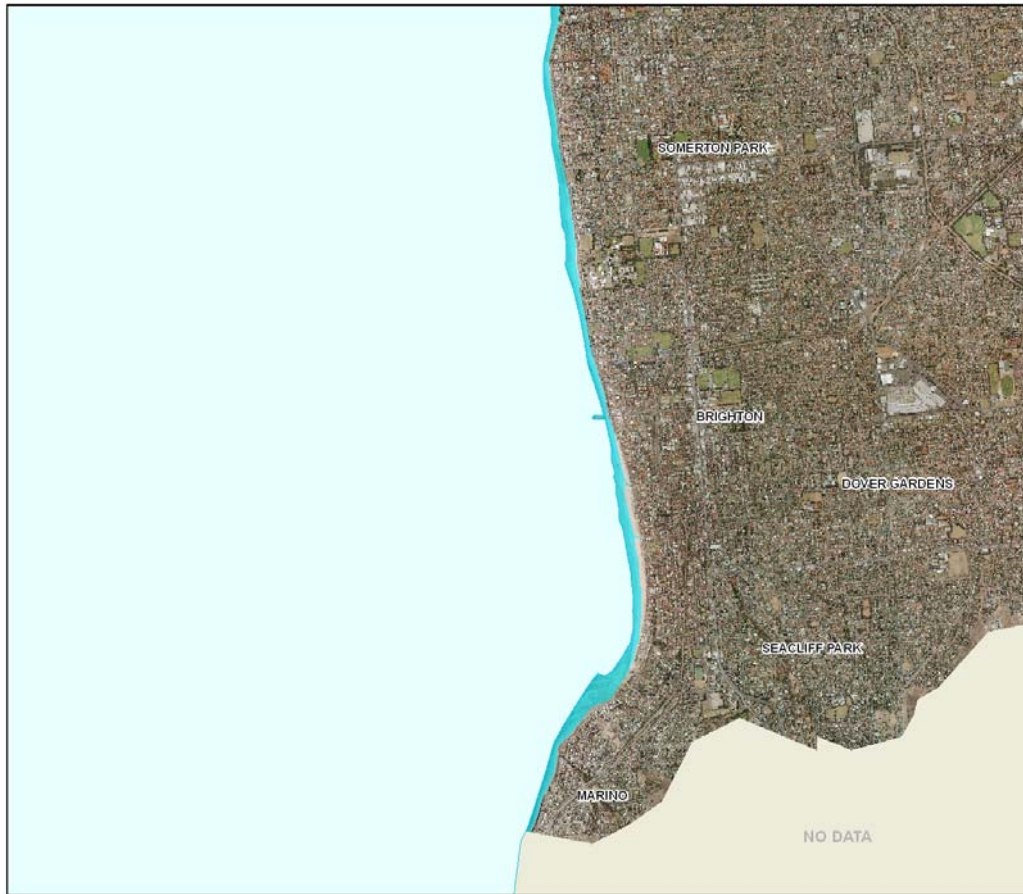 SOMERTON PARK
BRIGHTON
DOVER GARDENS
SEACLIFF PARK
MARINO
NO DATA